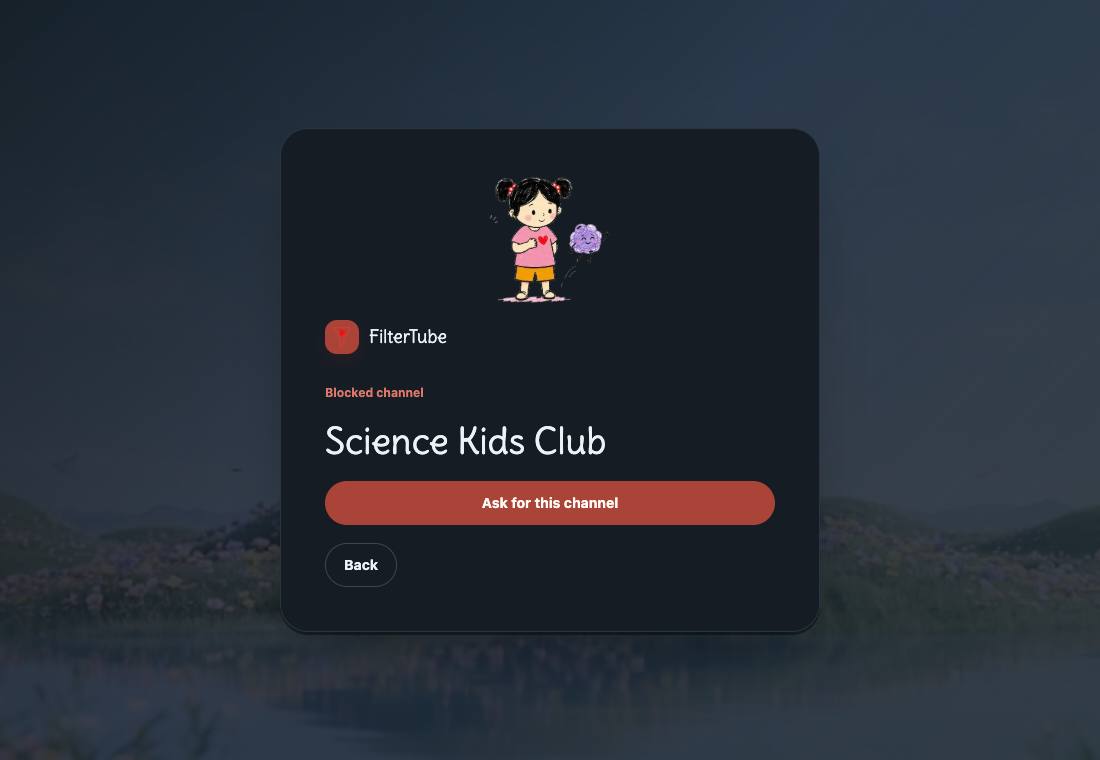 FilterTube
Blocked channel
Science Kids Club
Ask for this channel
Back